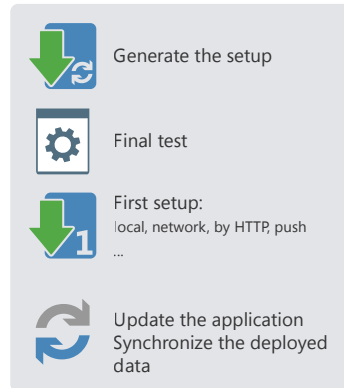 Generate the setup
Final test
First setup:
local, network, by HTTP, push
...
1
Update the application
Synchronize the deployed
data